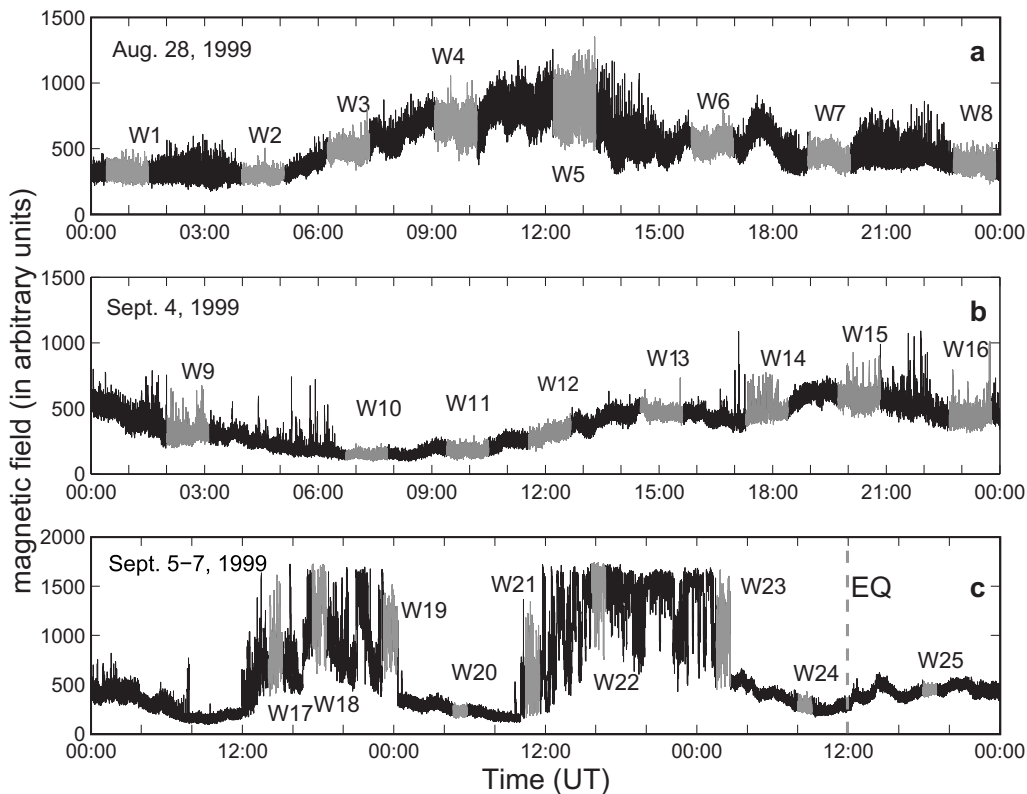 magnetic field (in arbitrary units)
1500
1000
500
0
Aug. 28, 1999
a
W1
W2
W3
W4
W5
W6
W7
W8
00:00 03:00 06:00 09:00 12:00 15:00 18:00 21:00 00:00
1500
1000
500
0
Sept. 4, 1999
b
W9
W10
W11
W12
W13
W14
W15
W16
00:00 03:00 06:00 09:00 12:00 15:00 18:00 21:00 00:00
2000
1500
1000
500
0
Sept. 5−7, 1999
c
W17
W18
W19
W20
W21
W22
W23
W24
EQ
W25
00:00 12:00 00:00 12:00 00:00 12:00 00:00
Time (UT)